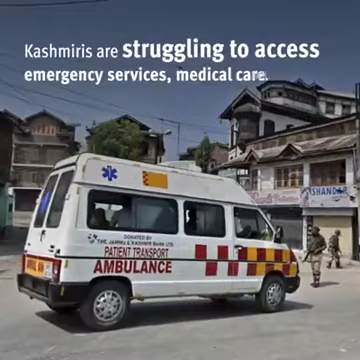 Kashmiris are struggling to access
emergency services, medical care.
DONATED BY
THE JAMMU & KASHMIR BANK LTD.
PATIENT TRANSPORT
AMBULANCE
SHANDAR